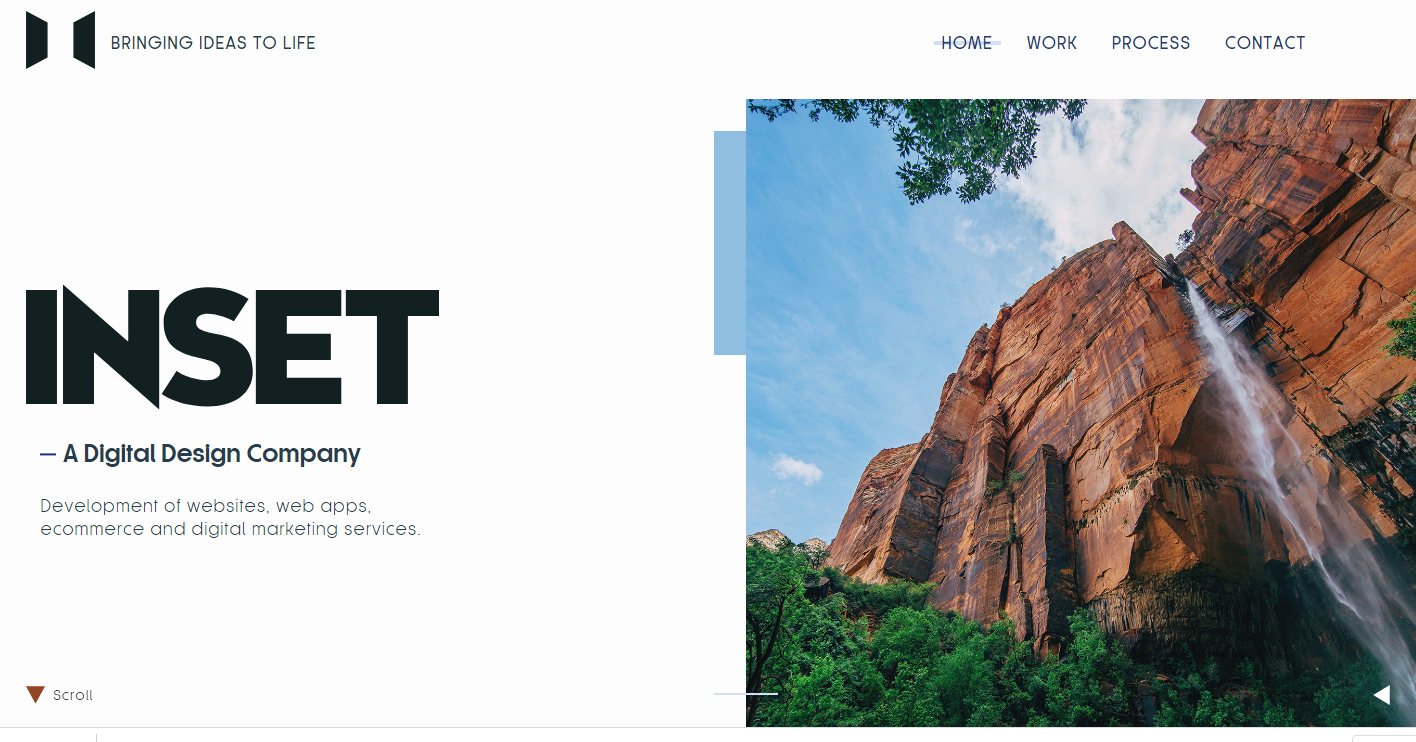 BRINGING IDEAS TO LIFE
HOME WORK PROCESS CONTACT
INSET
– A Digital Design Company
Development of websites, web apps,
ecommerce and digital marketing services.
Scroll